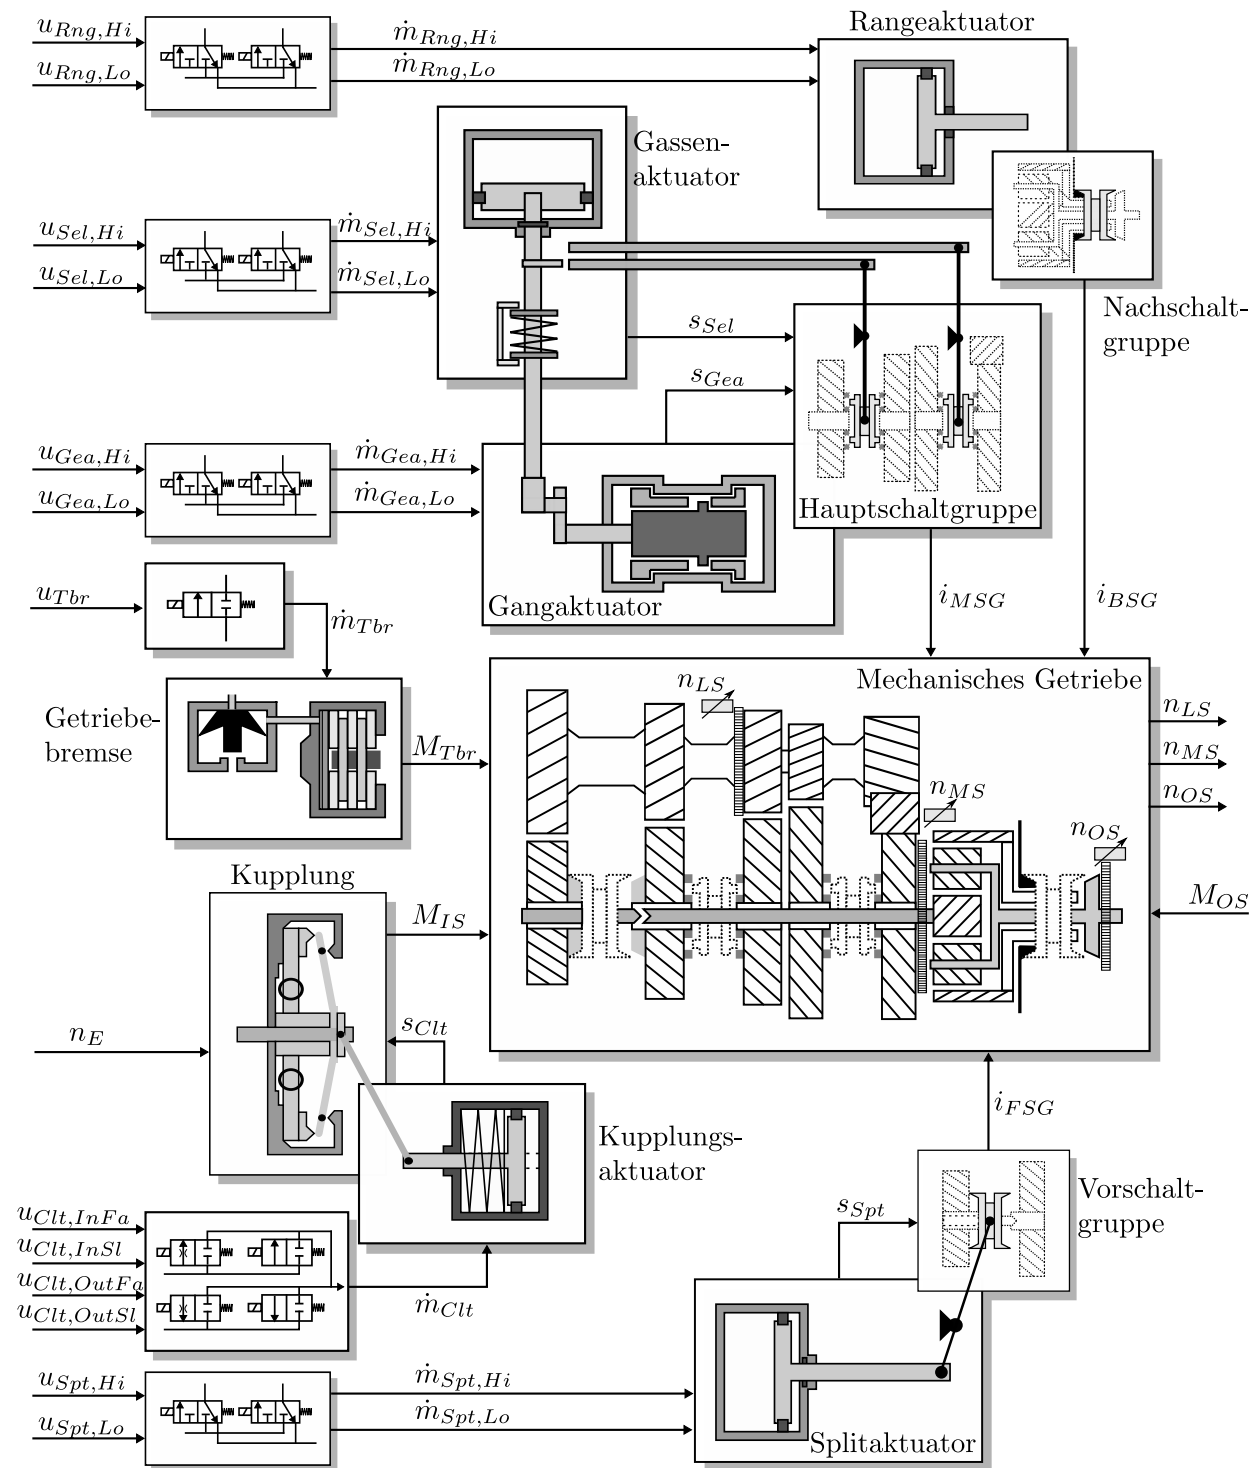 u_{Rng,Hi}
ṁ_{Rng,Hi}
Rangeaktuator
u_{Rng,Lo}
ṁ_{Rng,Lo}
Gassen-
aktuator
u_{Sel,Hi}
ṁ_{Sel,Hi}
u_{Sel,Lo}
ṁ_{Sel,Lo}
Nachschalt-
gruppe
s_{Sel}
s_{Gea}
u_{Gea,Hi}
ṁ_{Gea,Hi}
u_{Gea,Lo}
ṁ_{Gea,Lo}
Hauptschaltgruppe
Gangaktuator
u_{Tbr}
ṁ_{Tbr}
i_{MSG}
i_{BSG}
Getriebe-
bremse
M_{Tbr}
Mechanisches Getriebe
n_{LS}
n_{MS}
n_{OS}
n_{LS}
n_{MS}
n_{OS}
M_{OS}
Kupplung
M_{IS}
n_E
s_{Clt}
Kupplungs-
aktuator
i_{FSG}
u_{Clt,InFa}
u_{Clt,InSl}
u_{Clt,OutFa}
u_{Clt,OutSl}
ṁ_{Clt}
s_{Spt}
Vorschalt-
gruppe
u_{Spt,Hi}
ṁ_{Spt,Hi}
u_{Spt,Lo}
ṁ_{Spt,Lo}
Splitaktuator